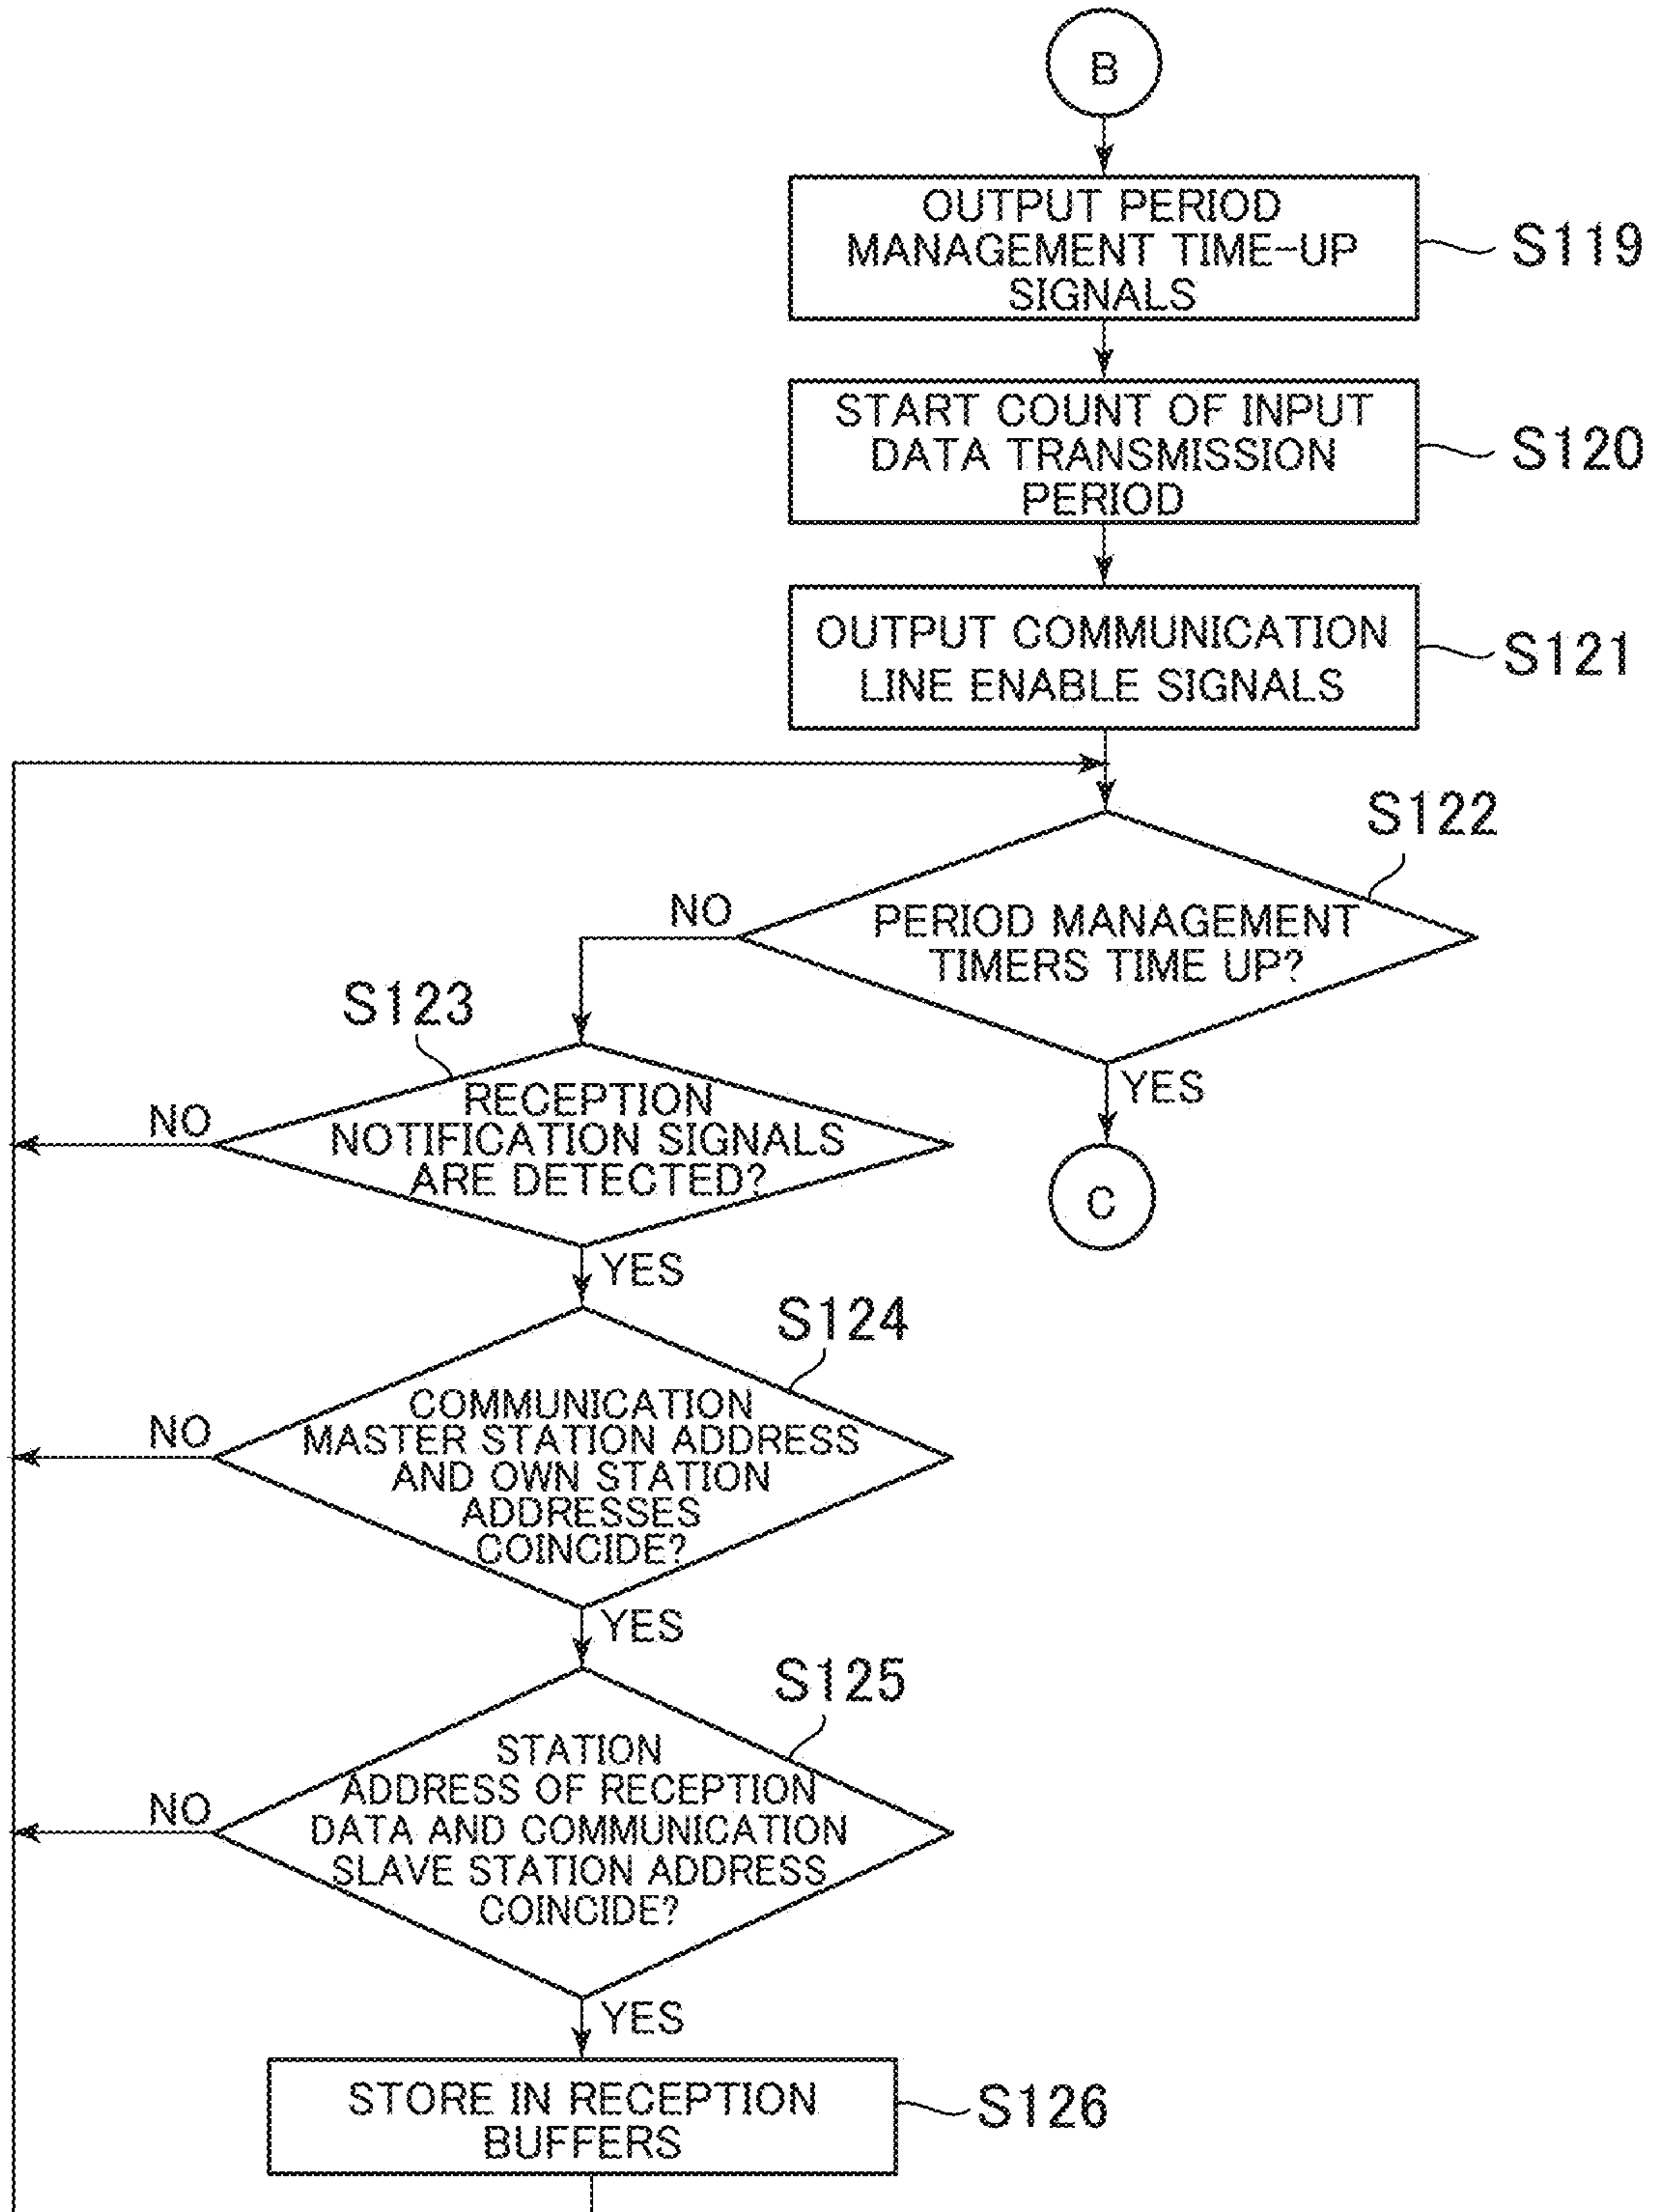 B
OUTPUT PERIOD
MANAGEMENT TIME-UP
SIGNALS
S119
START COUNT OF INPUT
DATA TRANSMISSION
PERIOD
S120
OUTPUT COMMUNICATION
LINE ENABLE SIGNALS
S121
S122
PERIOD MANAGEMENT
TIMERS TIME UP?
NO
YES
C
S123
RECEPTION
NOTIFICATION SIGNALS
ARE DETECTED?
NO
YES
S124
COMMUNICATION
MASTER STATION ADDRESS
AND OWN STATION
ADDRESSES
COINCIDE?
NO
YES
S125
STATION
ADDRESS OF RECEPTION
DATA AND COMMUNICATION
SLAVE STATION ADDRESS
COINCIDE?
NO
YES
STORE IN RECEPTION
BUFFERS
S126